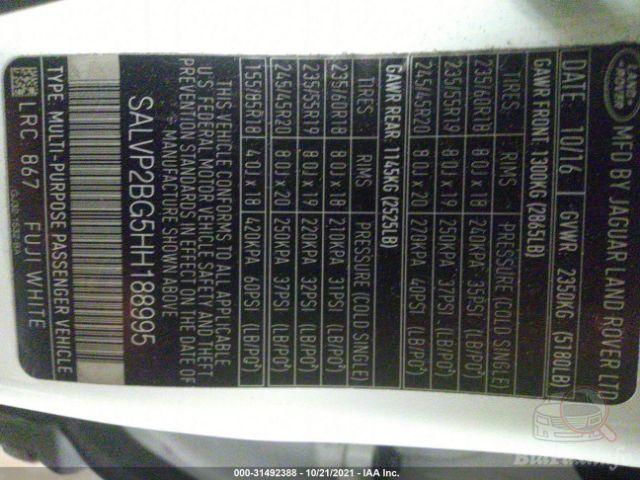 LAND ROVER
MFD BY JAGUAR LAND ROVER LTD
DATE: 10/16 GVWR: 2350KG (5180LB)
GAWR FRONT: 1300KG (2865LB)
TIRES: RIMS PRESSURE (COLD SINGLE)
235/60R18 8.0J x 18 240KPA 35PSI (LB/PO²)
235/55R19 8.0J x 19 250KPA 37PSI (LB/PO²)
245/45R20 8.0J x 20 270KPA 40PSI (LB/PO²)
GAWR REAR: 1145KG (2525LB)
TIRES: RIMS PRESSURE (COLD SINGLE)
235/60R18 8.0J x 18 210KPA 31PSI (LB/PO²)
235/55R19 8.0J x 19 220KPA 32PSI (LB/PO²)
245/45R20 8.0J x 20 250KPA 37PSI (LB/PO²)
155/85R18 4.0J x 18 420KPA 60PSI (LB/PO²)
THIS VEHICLE CONFORMS TO ALL APPLICABLE
U'S FEDERAL MOTOR VEHICLE SAFETY AND THEFT
PREVENTION STANDARDS IN EFFECT ON THE DATE OF
MANUFACTURE SHOWN ABOVE
SALVP2BG5HH188995
TYPE: MULTI-PURPOSE PASSENGER VEHICLE
LRC 867 FUJI WHITE
000-31492388 - 10/21/2021 - IAA Inc.